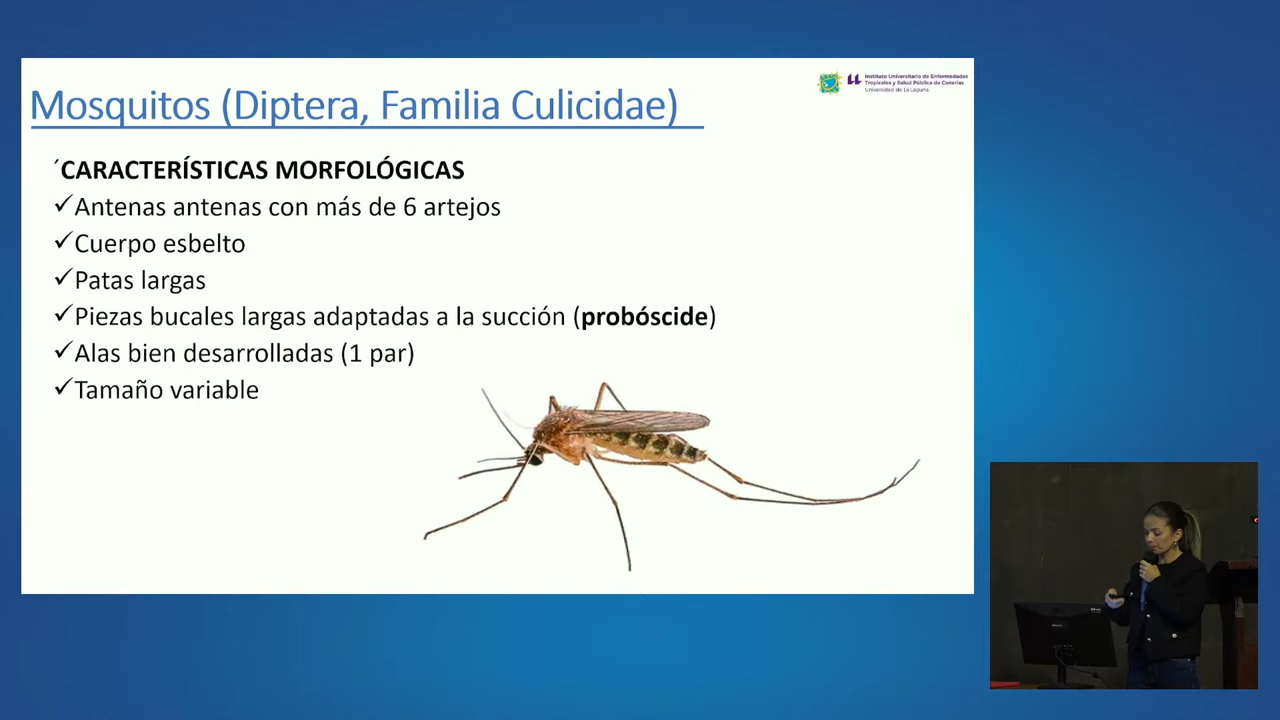 Mosquitos (Diptera, Familia Culicidae)
Instituto Universitario de Enfermedades
Tropicales y Salud Pública de Canarias
Universidad de La Laguna
´CARACTERÍSTICAS MORFOLÓGICAS
✓Antenas antenas con más de 6 artejos
✓Cuerpo esbelto
✓Patas largas
✓Piezas bucales largas adaptadas a la succión (probóscide)
✓Alas bien desarrolladas (1 par)
✓Tamaño variable